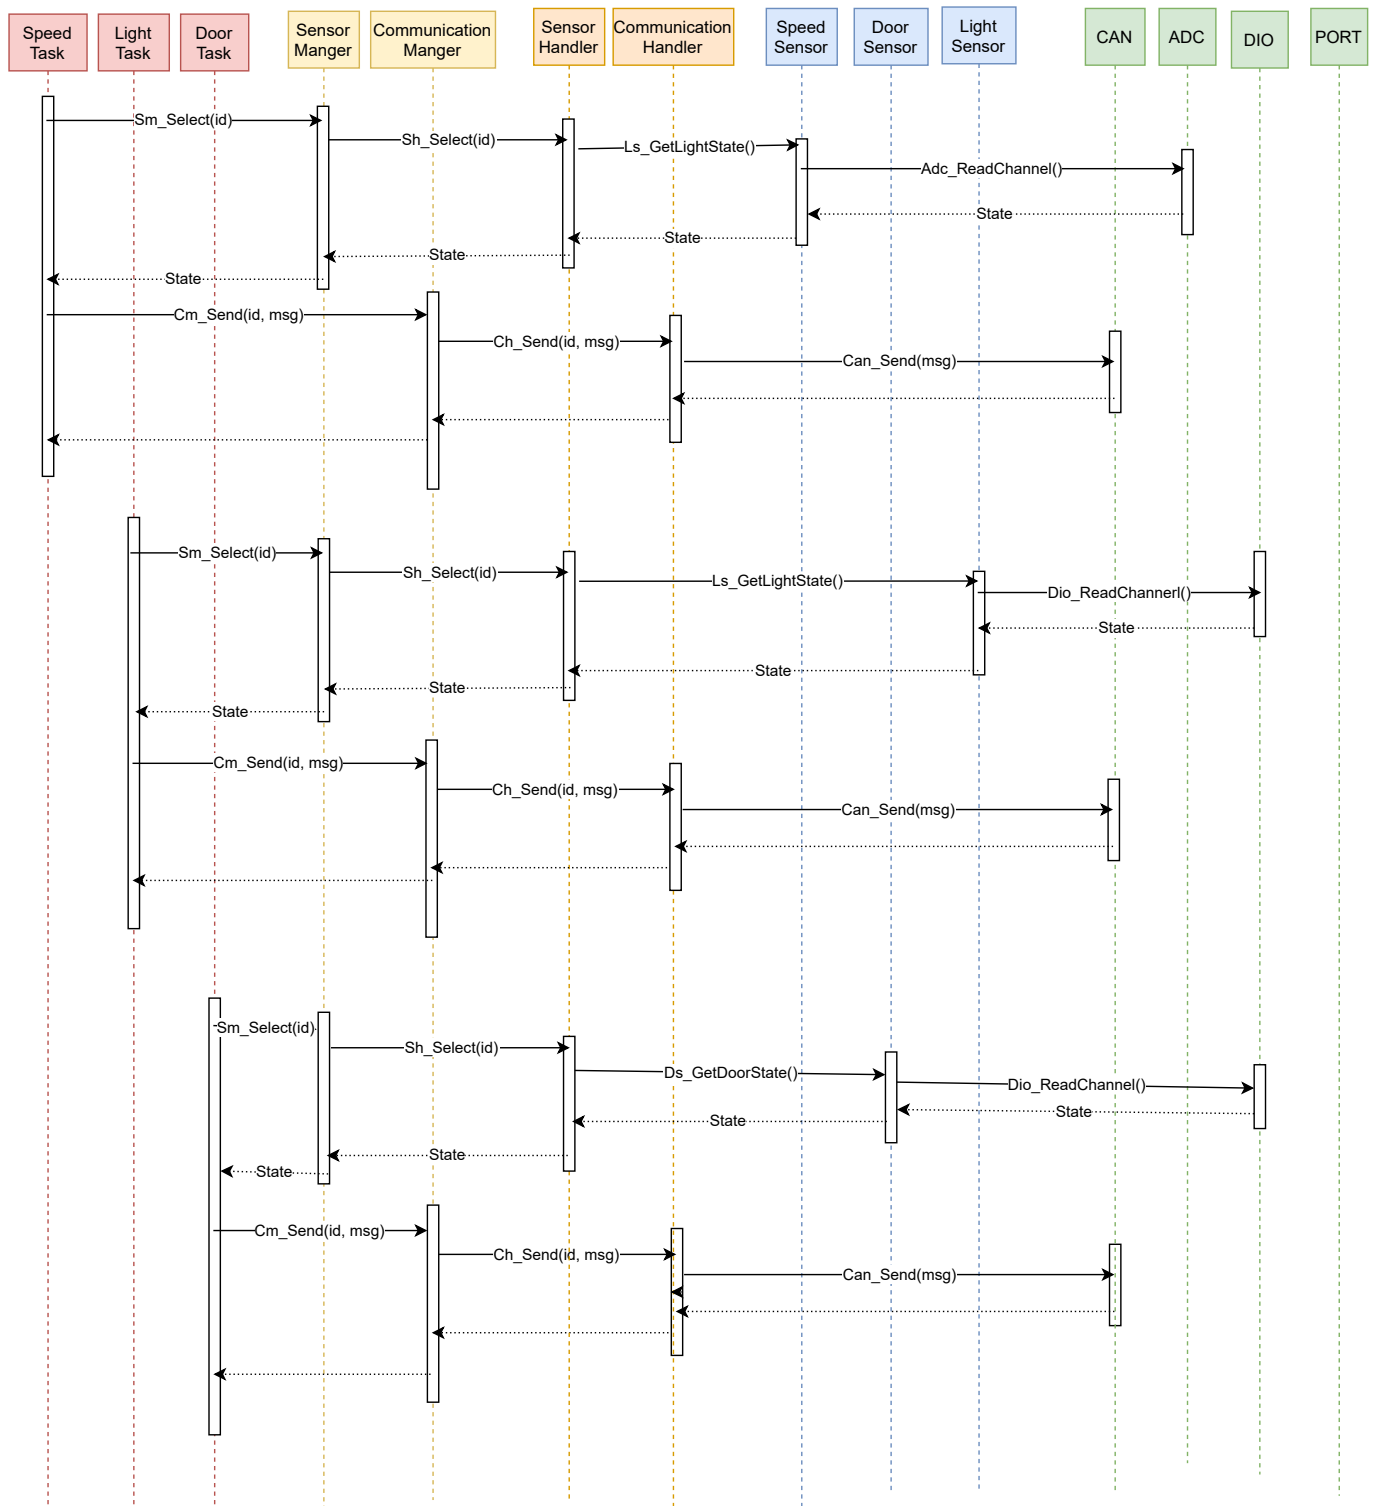 Speed
Task
Light
Task
Door
Task
Sensor
Manger
Communication
Manger
Sensor
Handler
Communication
Handler
Speed
Sensor
Door
Sensor
Light
Sensor
CAN
ADC
DIO
PORT
Sm_Select(id)
Sh_Select(id)
Ls_GetLightState()
Adc_ReadChannel()
State
State
State
State
Cm_Send(id, msg)
Ch_Send(id, msg)
Can_Send(msg)
Sm_Select(id)
Sh_Select(id)
Ls_GetLightState()
Dio_ReadChannerl()
State
State
State
State
Cm_Send(id, msg)
Ch_Send(id, msg)
Can_Send(msg)
Sm_Select(id)
Sh_Select(id)
Ds_GetDoorState()
Dio_ReadChannel()
State
State
State
State
Cm_Send(id, msg)
Ch_Send(id, msg)
Can_Send(msg)